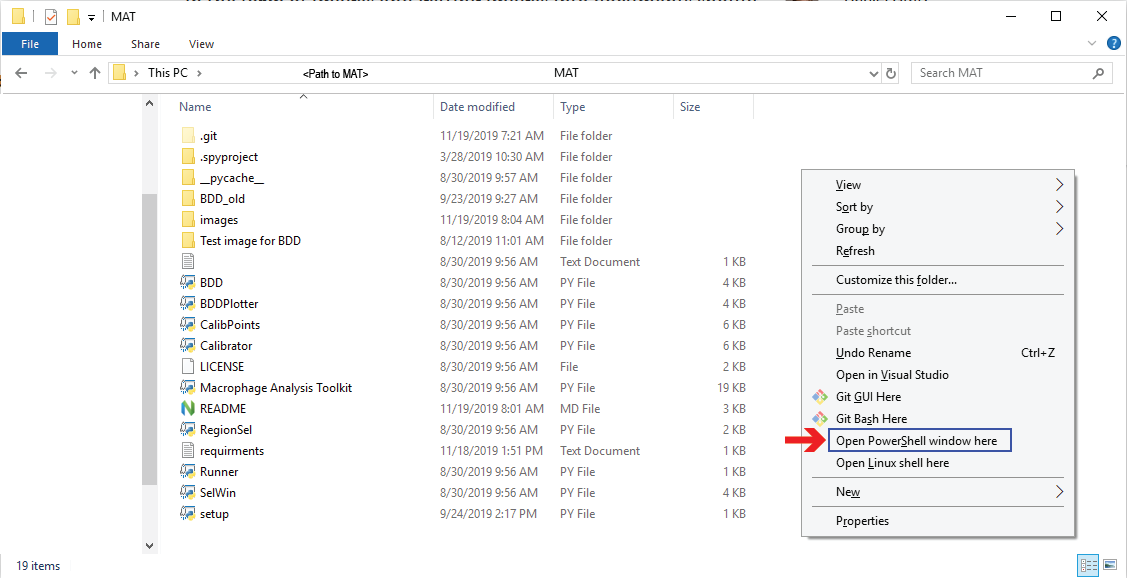 MAT
File Home Share View
This PC <Path to MAT> MAT Search MAT
Name Date modified Type Size
.git 11/19/2019 7:21 AM File folder
.spyproject 3/28/2019 10:30 AM File folder
__pycache__ 8/30/2019 9:57 AM File folder
BDD_old 9/23/2019 9:27 AM File folder
images 11/19/2019 8:04 AM File folder
Test image for BDD 8/12/2019 11:01 AM File folder
8/30/2019 9:56 AM Text Document 1 KB
BDD 8/30/2019 9:56 AM PY File 4 KB
BDDPlotter 8/30/2019 9:56 AM PY File 4 KB
CalibPoints 8/30/2019 9:56 AM PY File 6 KB
Calibrator 8/30/2019 9:56 AM PY File 6 KB
LICENSE 8/30/2019 9:56 AM File 2 KB
Macrophage Analysis Toolkit 8/30/2019 9:56 AM PY File 19 KB
README 11/19/2019 8:01 AM MD File 3 KB
RegionSel 8/30/2019 9:56 AM PY File 2 KB
requirments 11/18/2019 1:51 PM Text Document 1 KB
Runner 8/30/2019 9:56 AM PY File 1 KB
SelWin 8/30/2019 9:56 AM PY File 4 KB
setup 9/24/2019 2:17 PM PY File 1 KB
View
Sort by
Group by
Refresh
Customize this folder...
Paste
Paste shortcut
Undo Rename Ctrl+Z
Open in Visual Studio
Git GUI Here
Git Bash Here
Open PowerShell window here
Open Linux shell here
New
Properties
19 items